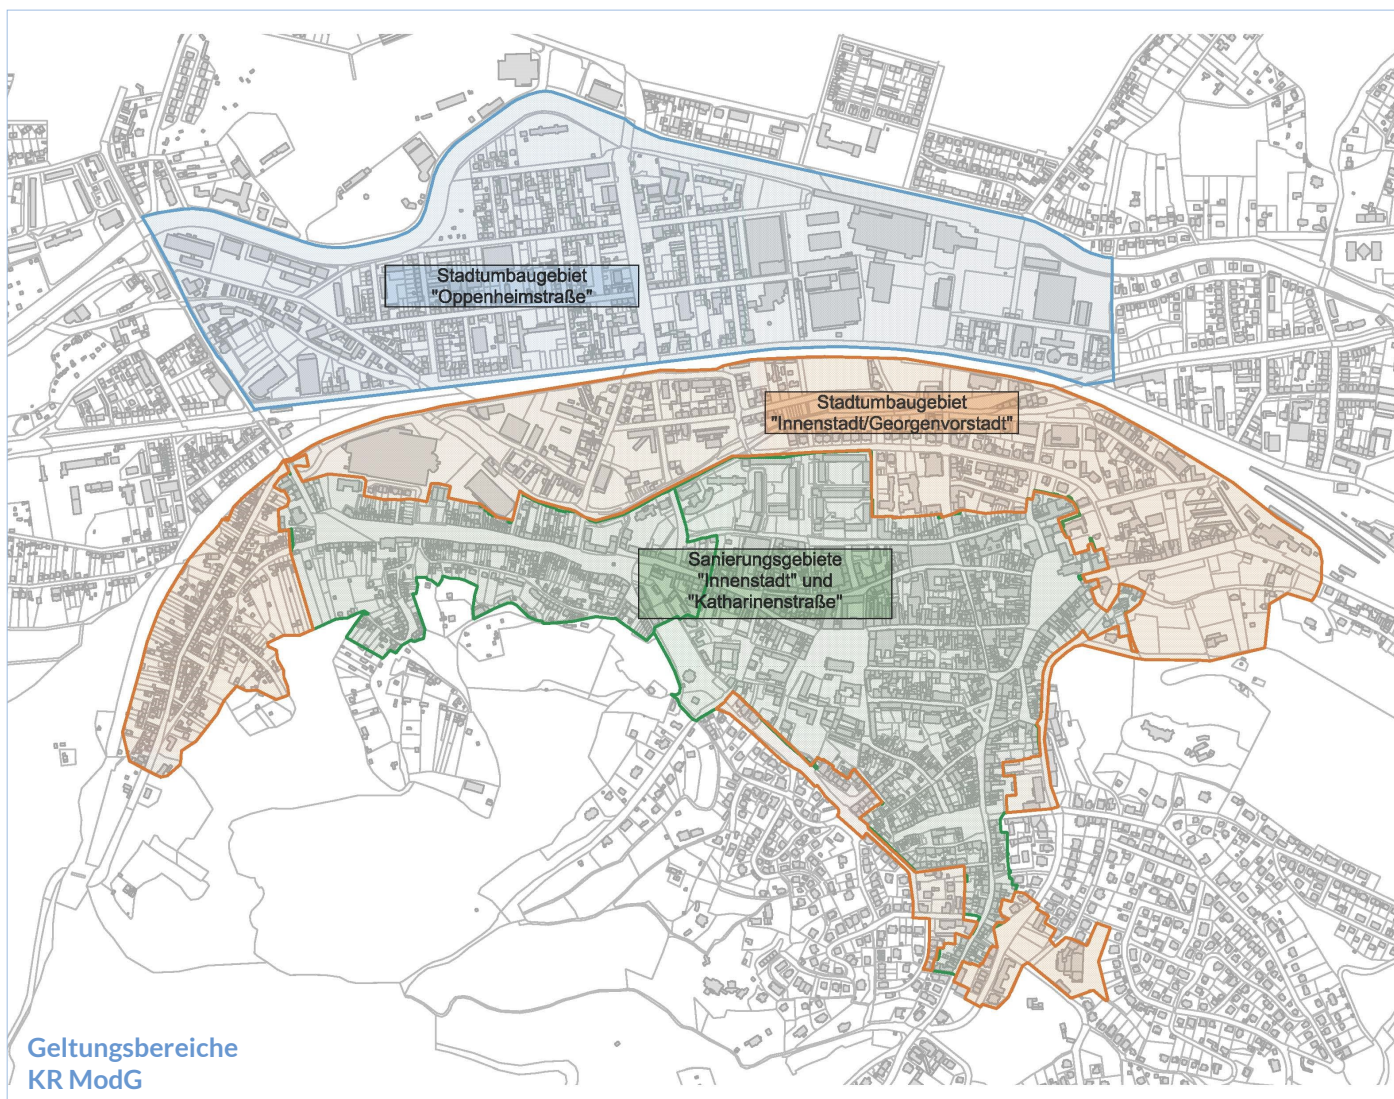 Stadtumbaugebiet
"Oppenheimstraße"
Stadtumbaugebiet
"Innenstadt/Georgenvorstadt"
Sanierungsgebiete
"Innenstadt" und
"Katharinenstraße"
Geltungsbereiche
KR ModG